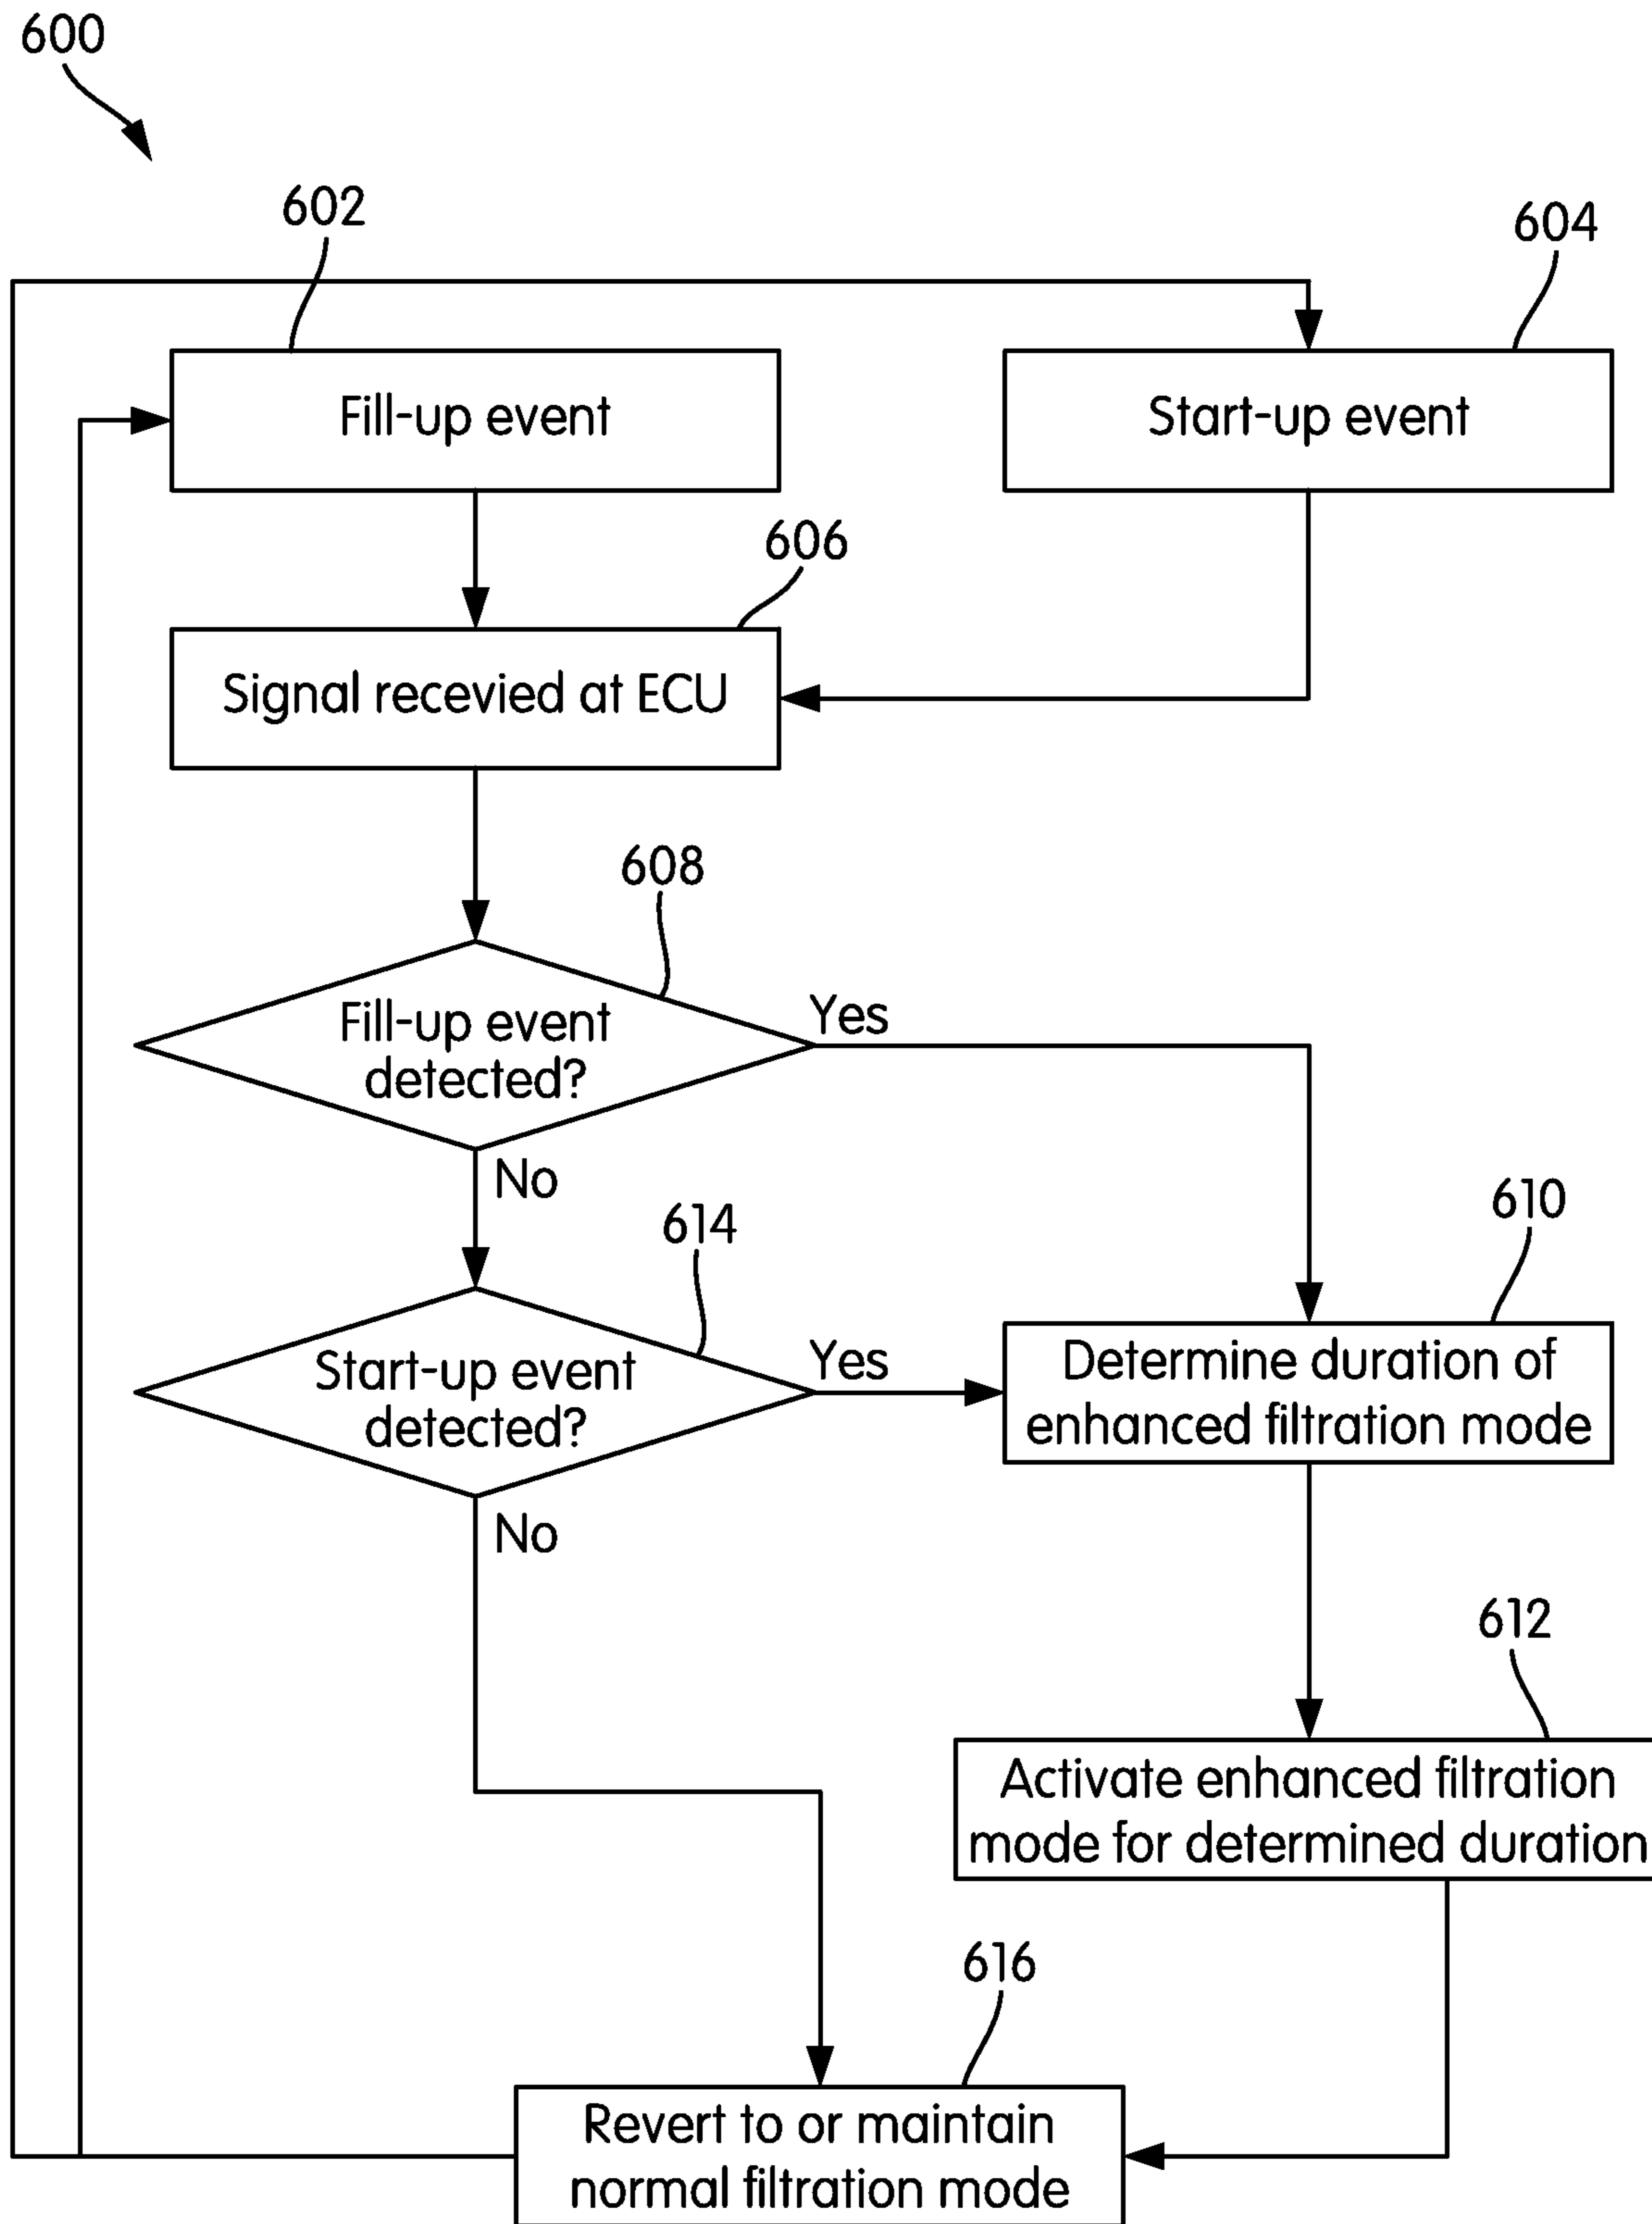 600
602
604
Fill-up event
Start-up event
606
Signal recevied at ECU
608
Fill-up event
detected?
Yes
No
610
614
Start-up event
detected?
Yes
Determine duration of
enhanced filtration mode
No
612
Activate enhanced filtration
mode for determined duration
616
Revert to or maintain
normal filtration mode